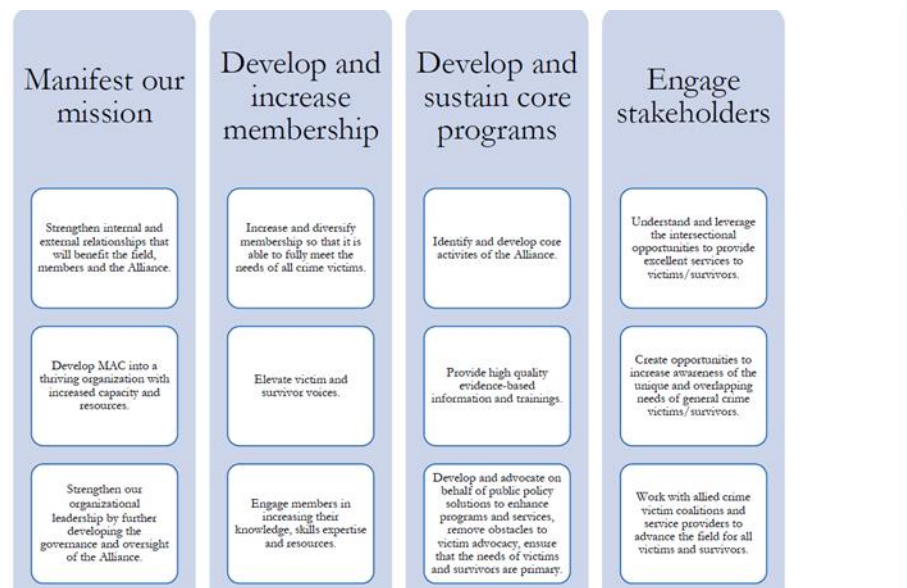 Manifest our
mission
Strengthen internal and
external relationships that
will benefit the field,
members and the Alliance.
Develop MAC into a
thriving organization with
increased capacity and
resources.
Strengthen our
organizational
leadership by further
developing the
governance and oversight
of the Alliance.
Develop and
increase
membership
Increase and diversify
membership so that it is
able to fully meet the
needs of all crime victims.
Elevate victim and
survivor voices.
Engage members in
increasing their
knowledge, skills expertise
and resources.
Develop and
sustain core
programs
Identify and develop core
activites of the Alliance.
Provide high quality
evidence-based
information and trainings.
Develop and advocate on
behalf of public policy
solutions to enhance
programs and services,
remove obstacles to
victim advocacy, ensure
that the needs of victims
and survivors are primary.
Engage
stakeholders
Understand and leverage
the intersectional
opportunities to provide
excellent services to
victims/survivors.
Create opportunities to
increase awareness of the
unique and overlapping
needs of general crime
victims/survivors.
Work with allied crime
victim coalitions and
service providers to
advance the field for all
victims and survivors.